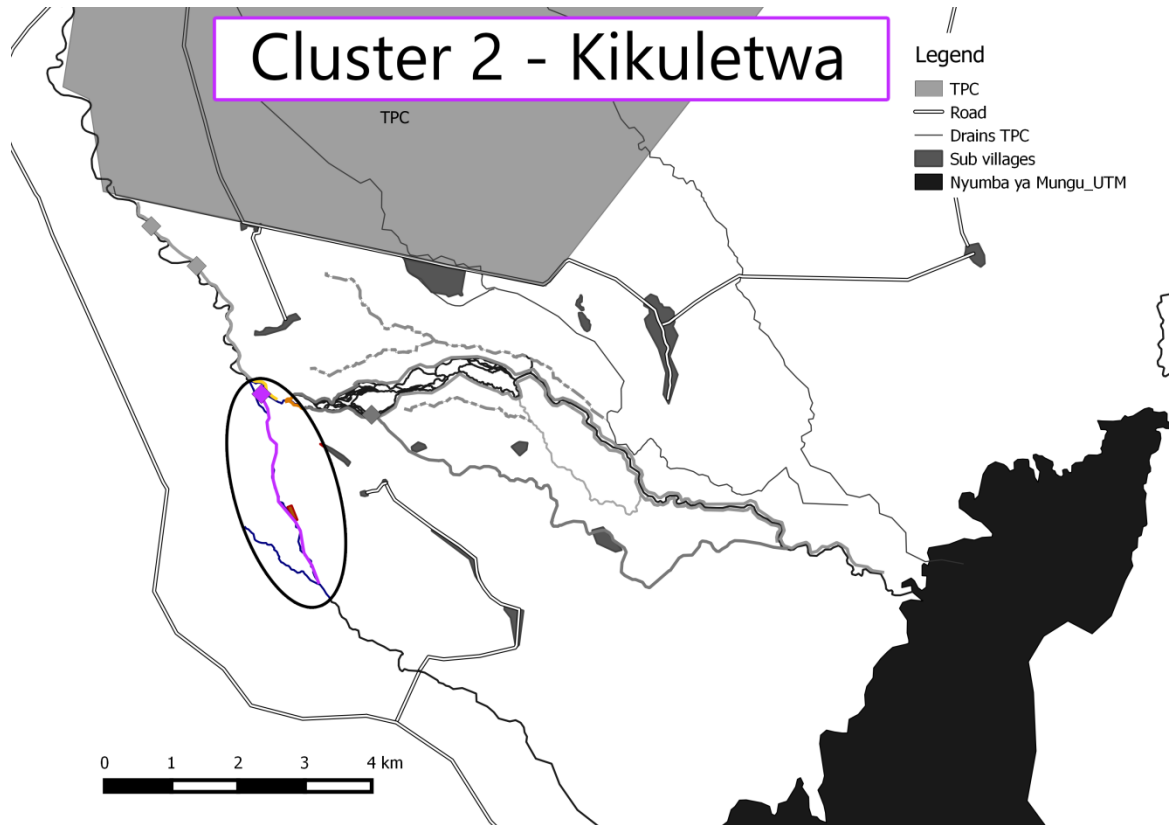 Cluster 2 - Kikuletwa
TPC
Legend
TPC
Road
Drains TPC
Sub villages
Nyumba ya Mungu_UTM
0 1 2 3 4 km